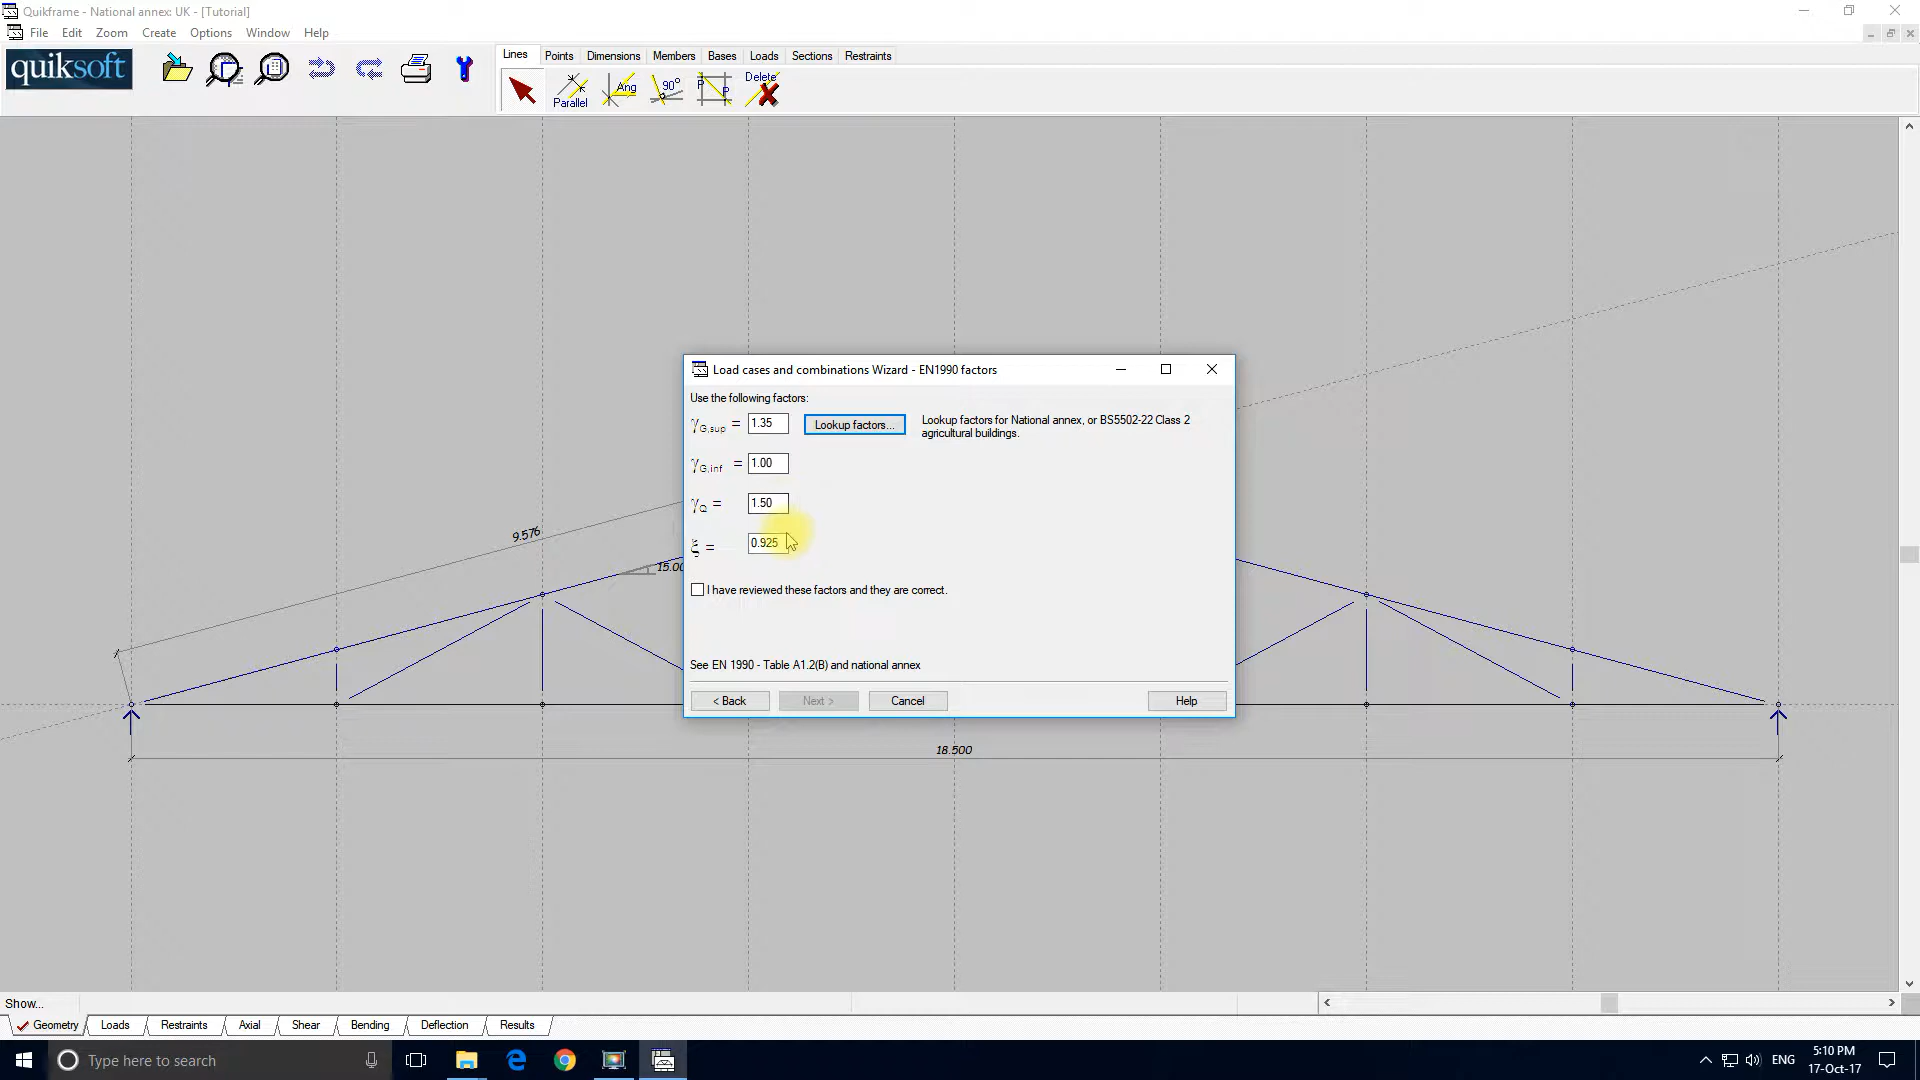 Quikframe - National annex: UK - [Tutorial]
File Edit Zoom Create Options Window Help
quiksoft
Lines Points Dimensions Members Bases Loads Sections Restraints
Parallel Ang 90° P P Delete
Load cases and combinations Wizard - EN1990 factors
Use the following factors:
γG,sup = 1.35 Lookup factors... Lookup factors for National annex, or BS5502-22 Class 2
agricultural buildings.
γG,inf = 1.00
γQ = 1.50
ξ = 0.925
I have reviewed these factors and they are correct.
See EN 1990 - Table A1.2(B) and national annex
< Back Next > Cancel Help
9.576
15.00
18.500
Show...
Geometry Loads Restraints Axial Shear Bending Deflection Results
Type here to search
ENG
5:10 PM
17-Oct-17